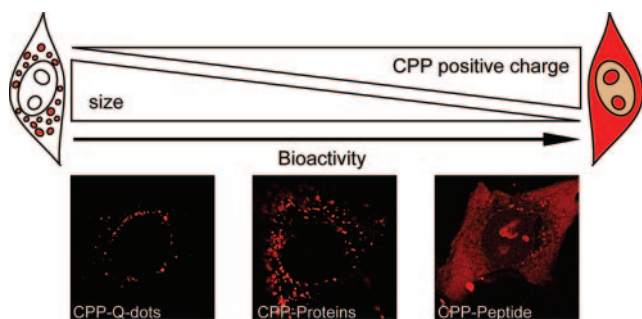 CPP positive charge
size
Bioactivity
CPP-Q-dots
CPP-Proteins
CPP-Peptide